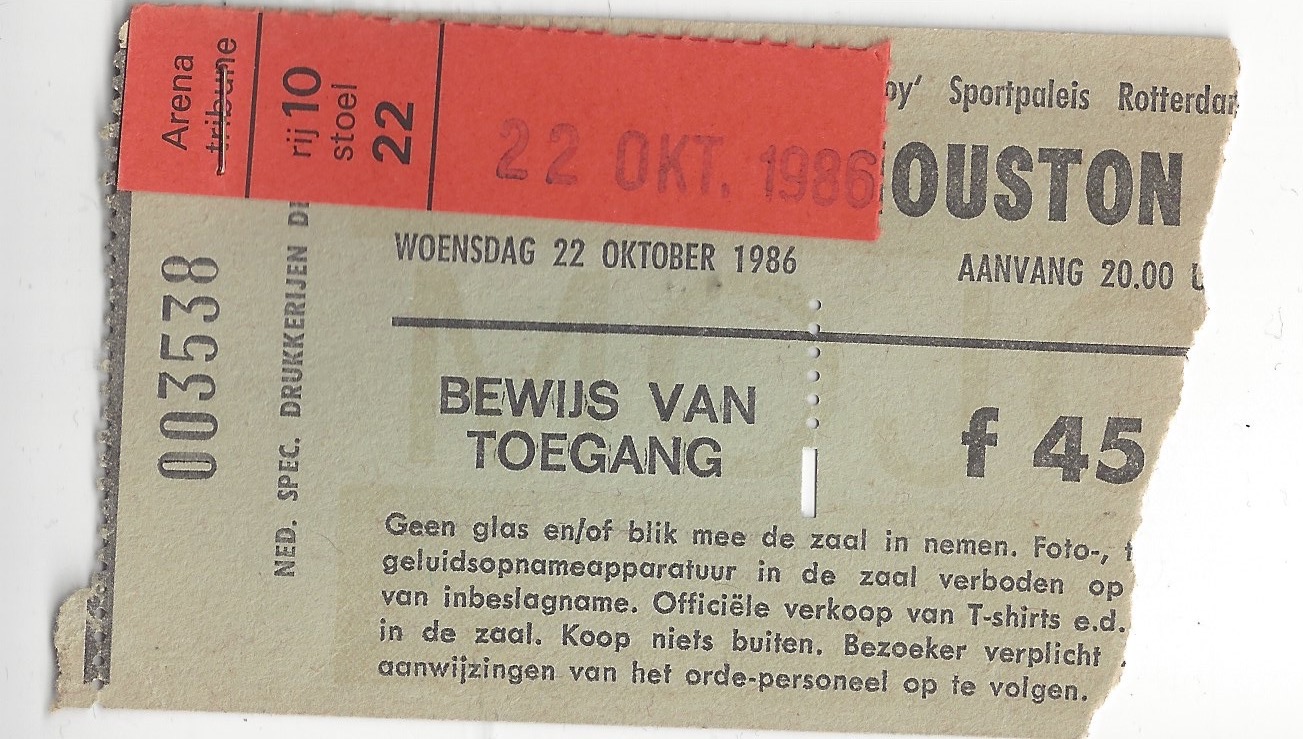 Arena
tribune
rij 10
stoel
22
22 OKT. 1986
oy' Sportpaleis Rotterdam
OUSTON
WOENSDAG 22 OKTOBER 1986
AANVANG 20.00 U
003538
NED. SPEC. DRUKKERIJEN DE
BEWIJS VAN
TOEGANG
f 45
Geen glas en/of blik mee de zaal in nemen. Foto-, t
geluidsopnameapparatuur in de zaal verboden op
van inbeslagname. Officiële verkoop van T-shirts e.d.
in de zaal. Koop niets buiten. Bezoeker verplicht
aanwijzingen van het orde-personeel op te volgen.